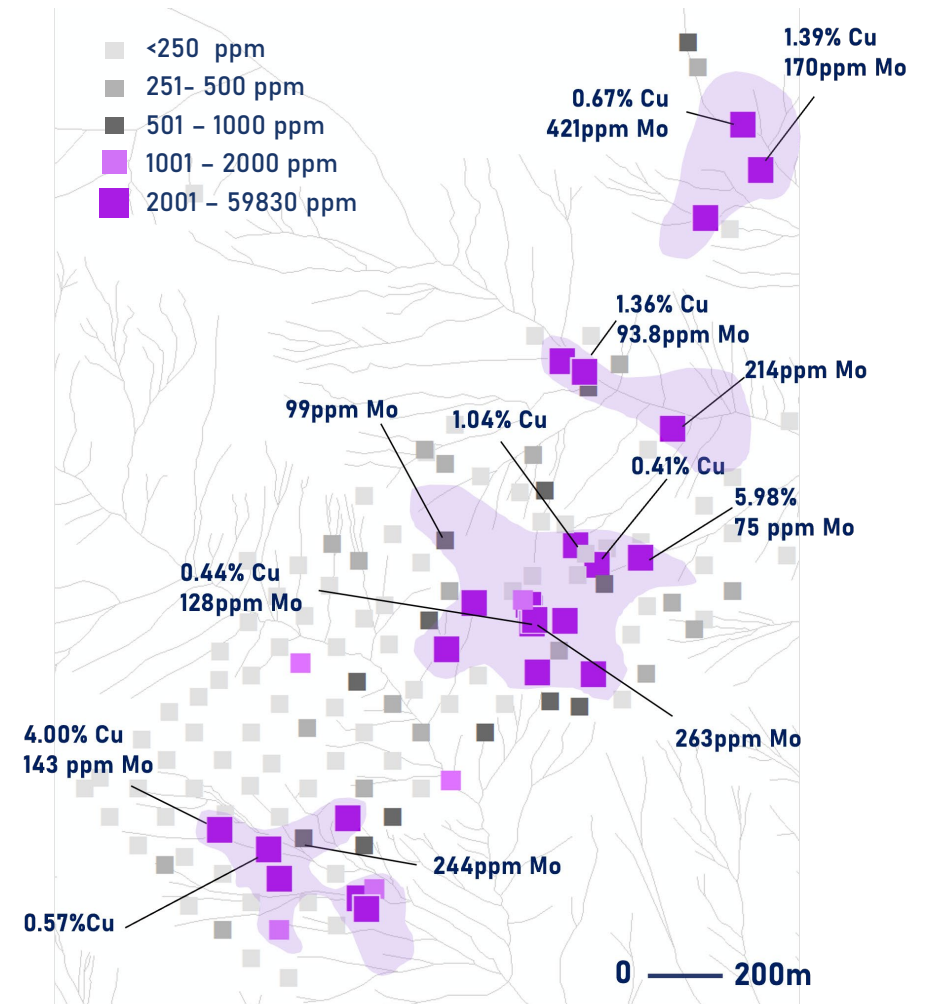 <250 ppm
251- 500 ppm
501 – 1000 ppm
1001 – 2000 ppm
2001 – 59830 ppm
1.39% Cu
170ppm Mo
0.67% Cu
421ppm Mo
1.36% Cu
93.8ppm Mo
214ppm Mo
99ppm Mo
1.04% Cu
0.41% Cu
5.98%
75 ppm Mo
0.44% Cu
128ppm Mo
263ppm Mo
4.00% Cu
143 ppm Mo
244ppm Mo
0.57%Cu
0 200m